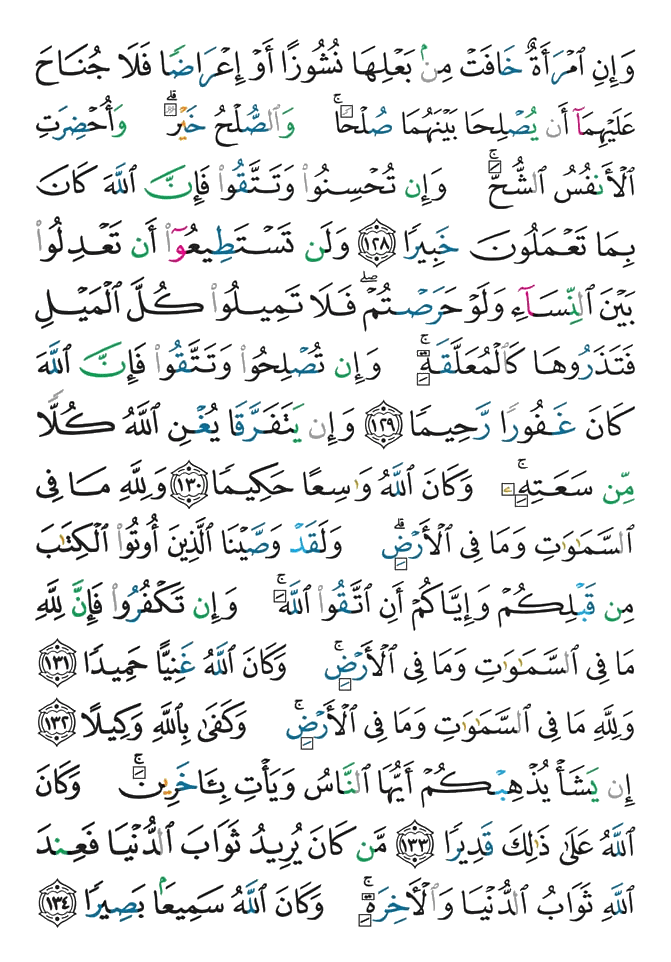 وَإِنِ ٱمْرَأَةٌ خَافَتْ مِنۢ بَعْلِهَا نُشُوزًا أَوْ إِعْرَاضًا فَلَا جُنَاحَ
عَلَيْهِمَآ أَن يُصْلِحَا بَيْنَهُمَا صُلْحًاۚ وَٱلصُّلْحُ خَيْرٌۗ وَأُحْضِرَتِ
ٱلْأَنفُسُ ٱلشُّحَّۚ وَإِن تُحْسِنُوا۟ وَتَتَّقُوا۟ فَإِنَّ ٱللَّهَ كَانَ
بِمَا تَعْمَلُونَ خَبِيرًا ١٢٨ وَلَن تَسْتَطِيعُوٓا۟ أَن تَعْدِلُوا۟
بَيْنَ ٱلنِّسَآءِ وَلَوْ حَرَصْتُمْۖ فَلَا تَمِيلُوا۟ كُلَّ ٱلْمَيْلِ
فَتَذَرُوهَا كَٱلْمُعَلَّقَةِۚ وَإِن تُصْلِحُوا۟ وَتَتَّقُوا۟ فَإِنَّ ٱللَّهَ
كَانَ غَفُورًا رَّحِيمًا ١٢٩ وَإِن يَتَفَرَّقَا يُغْنِ ٱللَّهُ كُلًّا
مِّن سَعَتِهِۦۚ وَكَانَ ٱللَّهُ وَٰسِعًا حَكِيمًا ١٣٠ وَلِلَّهِ مَا فِى
ٱلسَّمَٰوَٰتِ وَمَا فِى ٱلْأَرْضِۗ وَلَقَدْ وَصَّيْنَا ٱلَّذِينَ أُوتُوا۟ ٱلْكِتَٰبَ
مِن قَبْلِكُمْ وَإِيَّاكُمْ أَنِ ٱتَّقُوا۟ ٱللَّهَۚ وَإِن تَكْفُرُوا۟ فَإِنَّ لِلَّهِ
مَا فِى ٱلسَّمَٰوَٰتِ وَمَا فِى ٱلْأَرْضِۚ وَكَانَ ٱللَّهُ غَنِيًّا حَمِيدًا ١٣١
وَلِلَّهِ مَا فِى ٱلسَّمَٰوَٰتِ وَمَا فِى ٱلْأَرْضِۚ وَكَفَىٰ بِٱللَّهِ وَكِيلًا ١٣٢
إِن يَشَأْ يُذْهِبْكُمْ أَيُّهَا ٱلنَّاسُ وَيَأْتِ بِـَٔاخَرِينَۚ وَكَانَ
ٱللَّهُ عَلَىٰ ذَٰلِكَ قَدِيرًا ١٣٣ مَّن كَانَ يُرِيدُ ثَوَابَ ٱلدُّنْيَا فَعِندَ
ٱللَّهِ ثَوَابُ ٱلدُّنْيَا وَٱلْـَٔاخِرَةِۚ وَكَانَ ٱللَّهُ سَمِيعًۢا بَصِيرًا ١٣٤